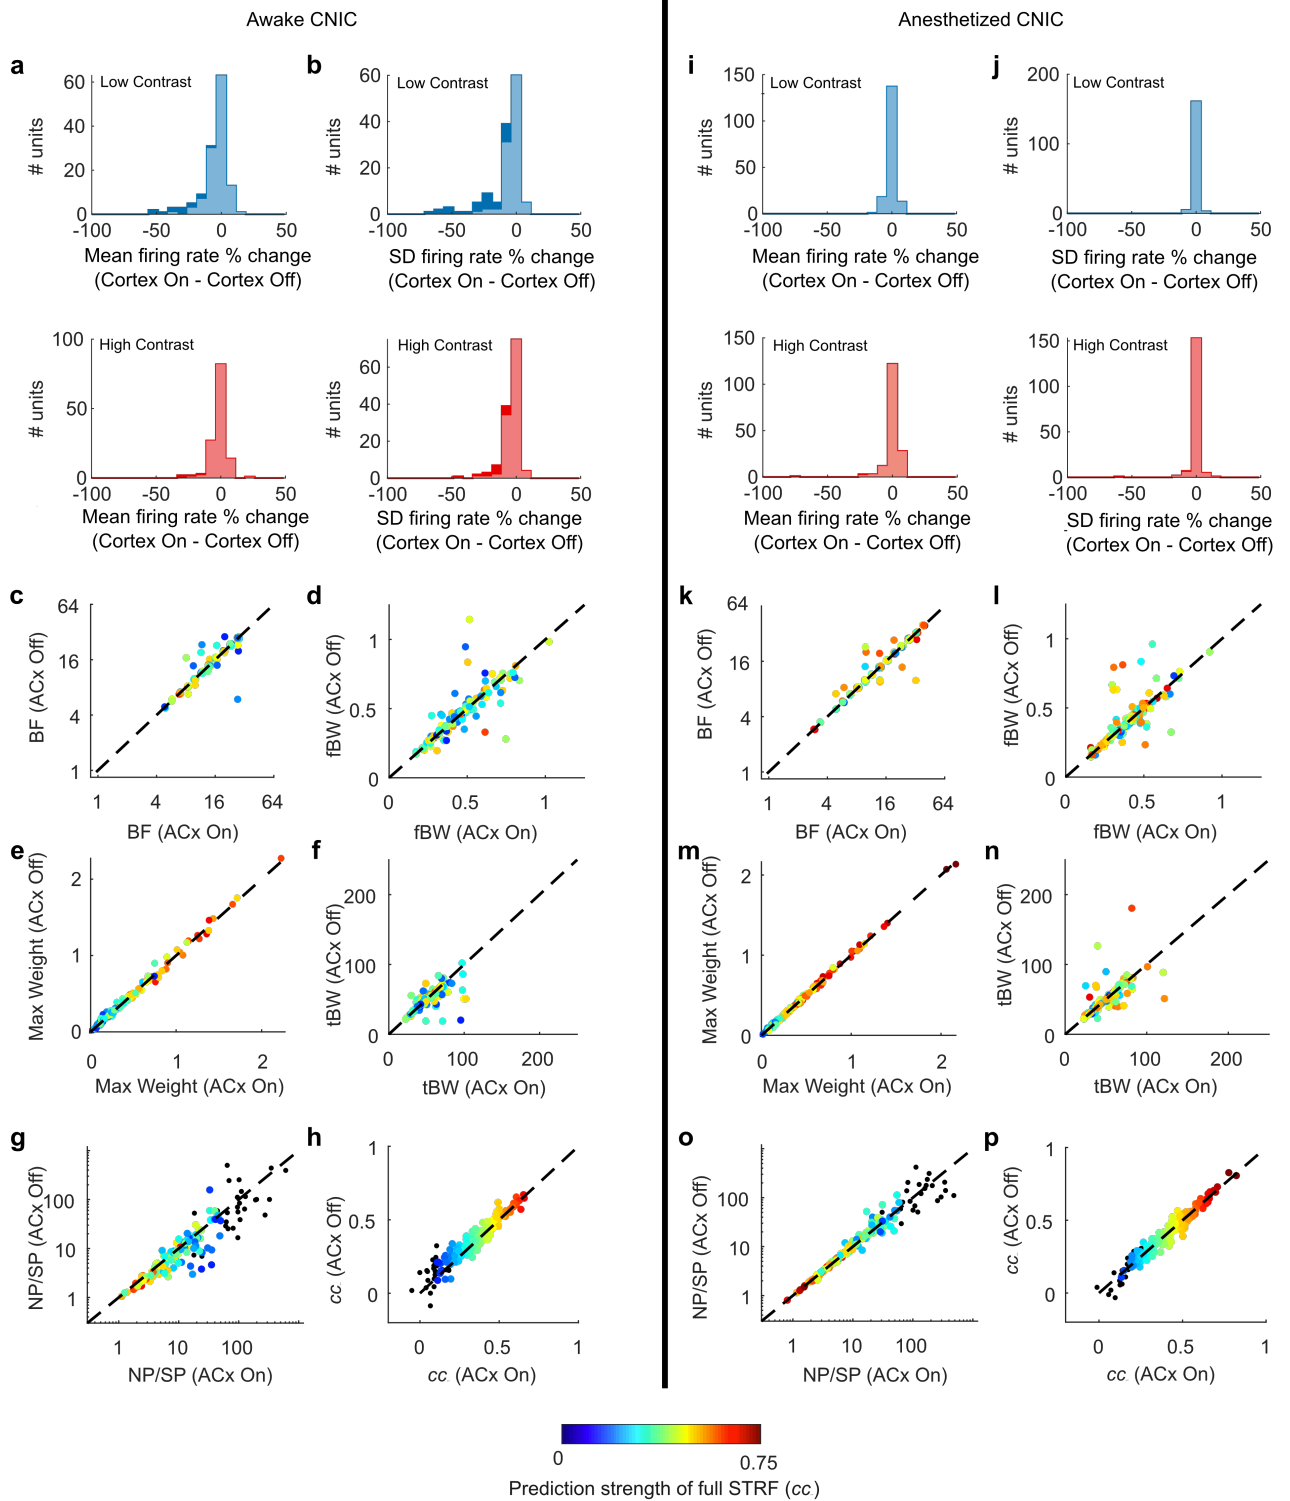 Awake CNIC
Anesthetized CNIC
a
Low Contrast
# units
60
40
20
0
-100
-50
0
50
Mean firing rate % change
(Cortex On - Cortex Off)
b
Low Contrast
# units
60
40
20
0
-100
-50
0
50
SD firing rate % change
(Cortex On - Cortex Off)
i
Low Contrast
# units
150
100
50
0
-100
-50
0
50
Mean firing rate % change
(Cortex On - Cortex Off)
j
Low Contrast
# units
200
100
0
-100
-50
0
50
SD firing rate % change
(Cortex On - Cortex Off)
High Contrast
# units
100
50
0
-100
-50
0
50
Mean firing rate % change
(Cortex On - Cortex Off)
High Contrast
# units
60
40
20
0
-100
-50
0
50
SD firing rate % change
(Cortex On - Cortex Off)
High Contrast
# units
150
100
50
0
-100
-50
0
50
Mean firing rate % change
(Cortex On - Cortex Off)
High Contrast
# units
150
100
50
0
-100
-50
0
50
SD firing rate % change
(Cortex On - Cortex Off)
c
BF (ACx Off)
64
16
4
1
1
4
16
64
BF (ACx On)
d
fBW (ACx Off)
1
0.5
0
0.5
1
fBW (ACx On)
k
BF (ACx Off)
64
16
4
1
1
4
16
64
BF (ACx On)
l
fBW (ACx Off)
1
0.5
0
0
0.5
1
fBW (ACx On)
e
Max Weight (ACx Off)
2
1
0
0
1
2
Max Weight (ACx On)
f
tBW (ACx Off)
200
100
0
0
100
200
tBW (ACx On)
m
Max Weight (ACx Off)
2
1
0
0
1
2
Max Weight (ACx On)
n
tBW (ACx Off)
200
100
0
0
100
200
tBW (ACx On)
g
NP/SP (ACx Off)
100
10
1
1
10
100
NP/SP (ACx On)
h
cc (ACx Off)
1
0.5
0
0
0.5
1
cc (ACx On)
o
NP/SP (ACx Off)
100
10
1
1
10
100
NP/SP (ACx On)
p
cc (ACx Off)
1
0.5
0
0
0.5
1
cc (ACx On)
0
0.75
Prediction strength of full STRF (cc)